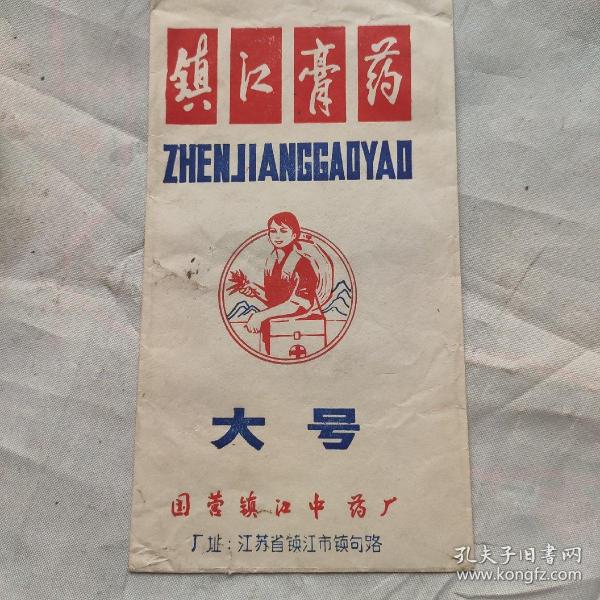 镇江膏药
ZHENJIANGGAOYAO
大号
国营镇江中药厂
厂址：江苏省镇江市镇句路
孔夫子旧书网
www.kongfz.com